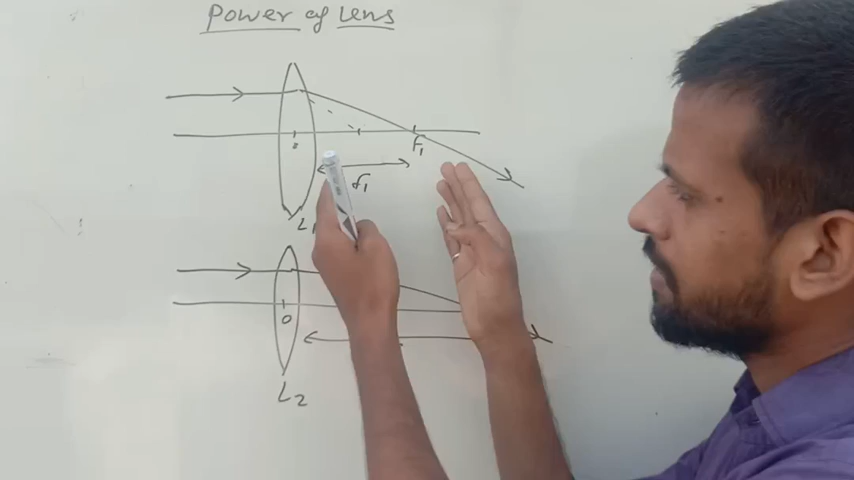 Power of Lens
F₁
f₁
L₁
O
L₂